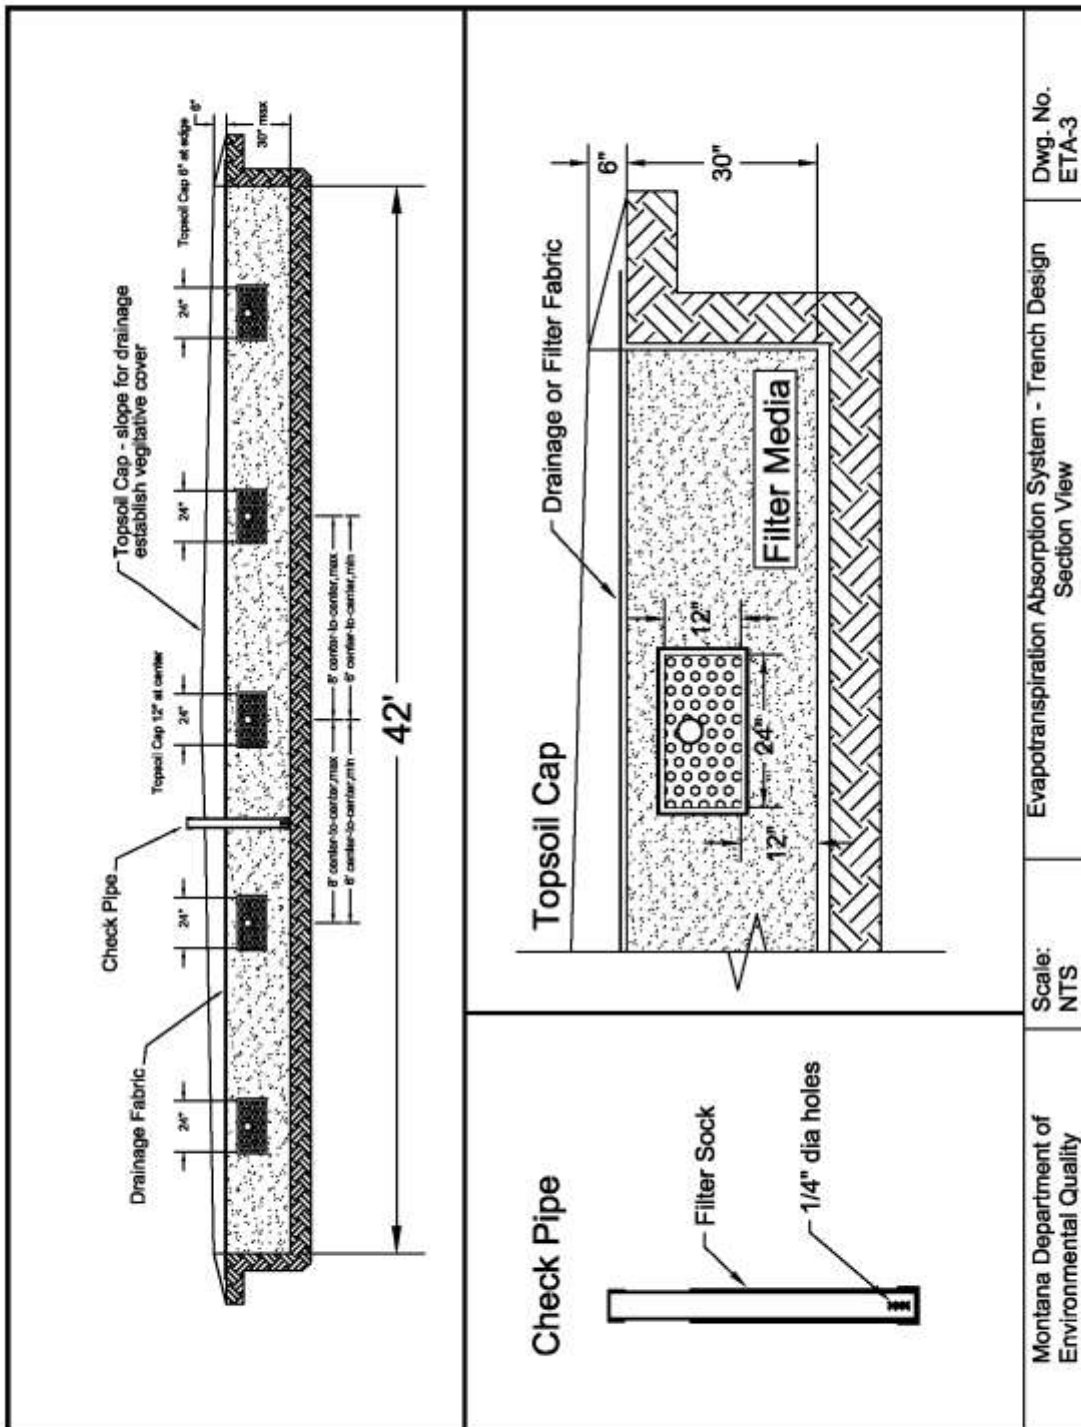 Topsoil Cap - slope for drainage
establish vegitative cover
Check Pipe
Drainage Fabric
Topsoil Cap 12" at center
Topsoil Cap 6" at edge
6"
30" max
24"
24"
24"
24"
24"
8' center-to-center,max
8' center-to-center,max
6' center-to-center,min
6' center-to-center,min
42'
Check Pipe
Filter Sock
1/4" dia holes
Topsoil Cap
Drainage or Filter Fabric
6"
30"
12"
24"
12"
Filter Media
Montana Department of
Environmental Quality
Scale:
NTS
Evapotranspiration Absorption System - Trench Design
Section View
Dwg. No.
ETA-3